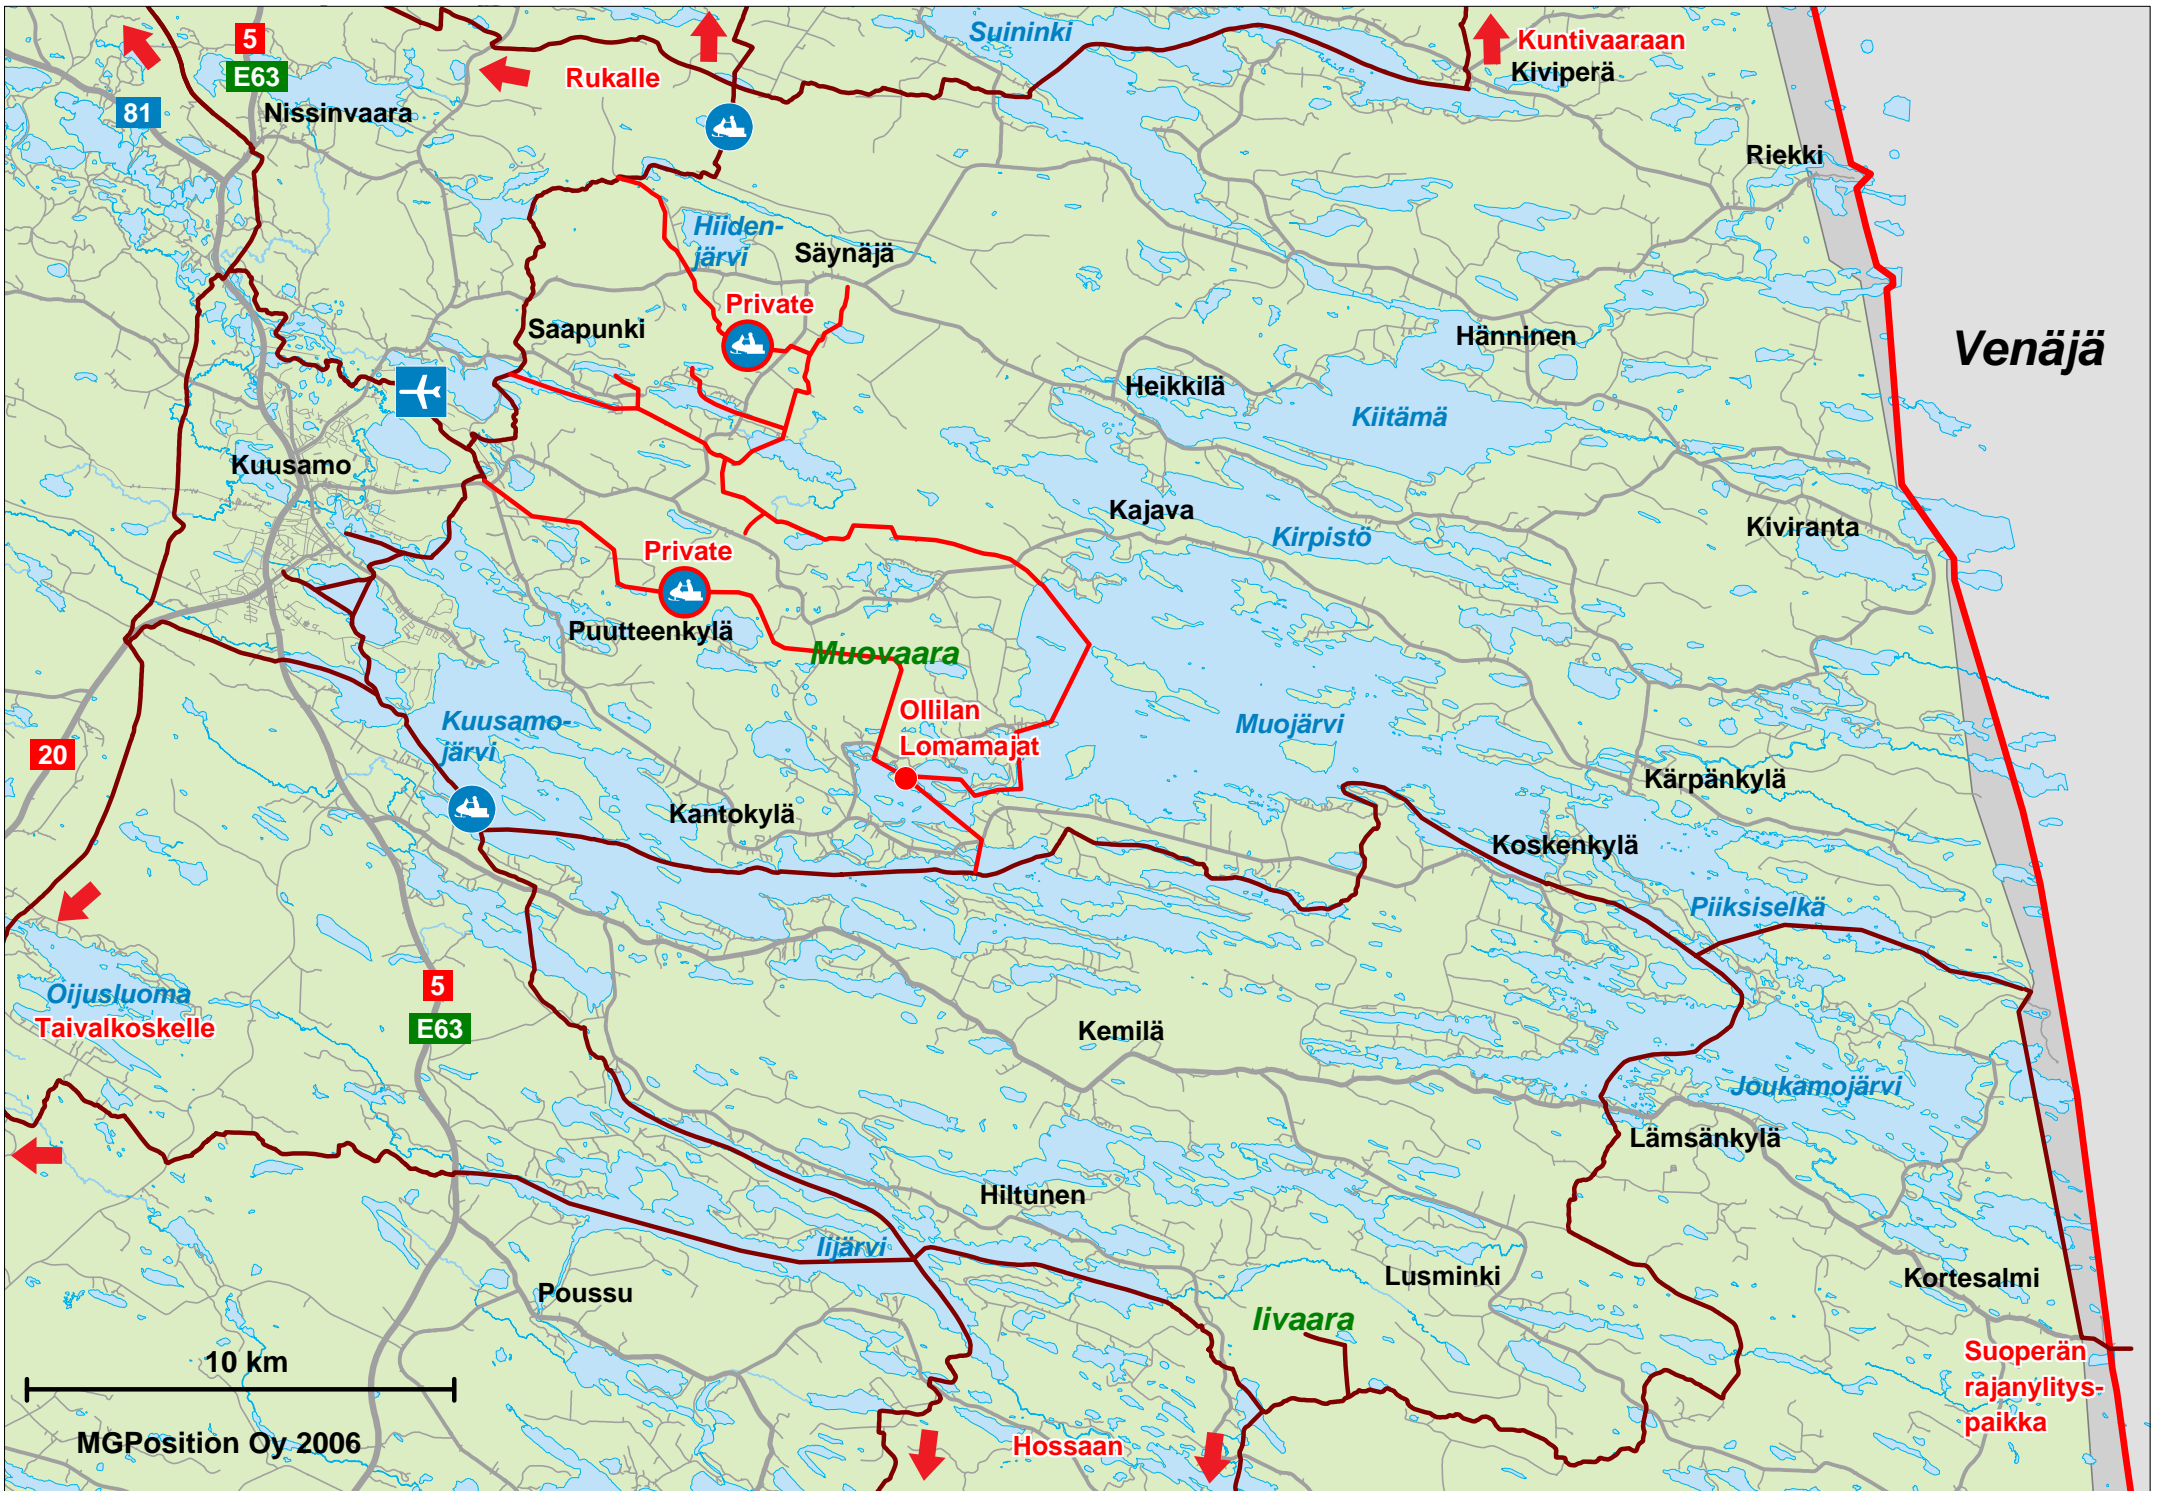 Suininki
5
Kuntivaaraan
Rukalle
Kiviperä
E63
81
Nissinvaara
Riekki
Hiiden-
järvi
Säynäjä
Private
Saapunki
Hänninen
Venäjä
Heikkilä
Kiitämä
Kuusamo
Kajava
Kirpistö
Kiviranta
Private
Puutteenkylä
Muovaara
Ollilan
Lomamajat
Kuusamo-
järvi
Muojärvi
20
Kärpänkylä
Kantokylä
Koskenkylä
Piiksiselkä
5
Oijusluoma
Taivalkoskelle
E63
Kemilä
Joukamojärvi
Lämsänkylä
Hiltunen
Iijärvi
Lusminki
Kortesalmi
Poussu
Iivaara
10 km
Suoperän
rajanylitys-
paikka
MGPosition Oy 2006
Hossaan